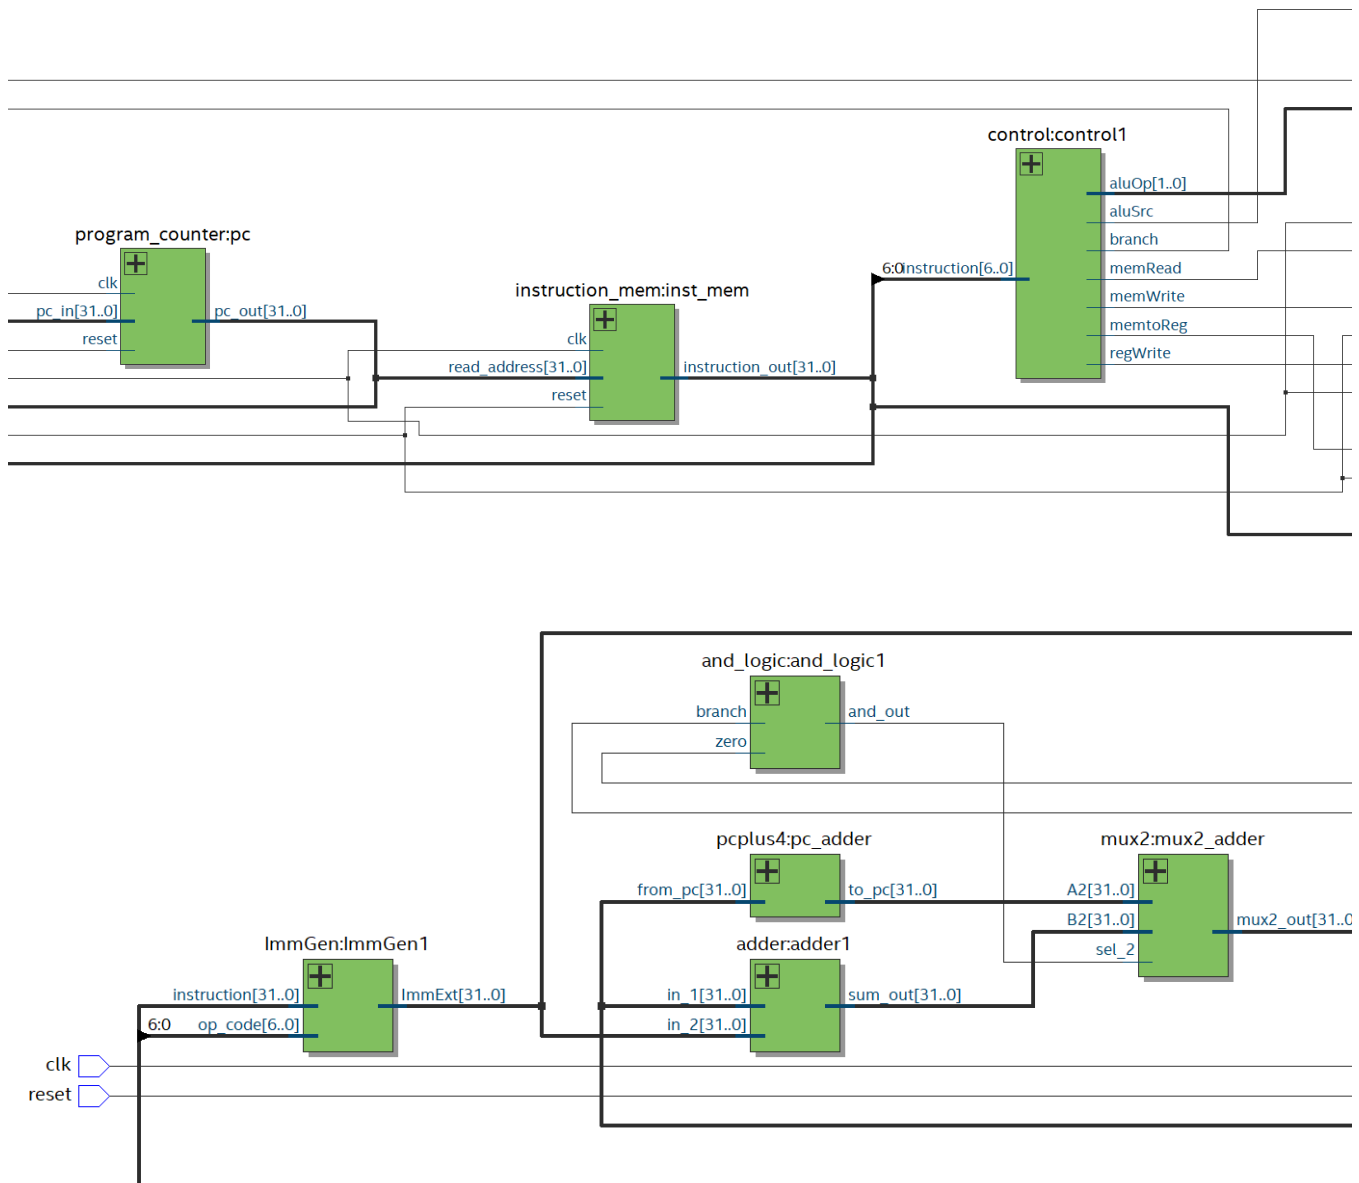 control:control1
aluOp[1..0]
aluSrc
branch
6:0
instruction[6..0]
memRead
memWrite
memtoReg
regWrite
program_counter:pc
clk
pc_in[31..0]
pc_out[31..0]
reset
instruction_mem:inst_mem
clk
read_address[31..0]
instruction_out[31..0]
reset
and_logic:and_logic1
branch
and_out
zero
pcplus4:pc_adder
from_pc[31..0]
to_pc[31..0]
mux2:mux2_adder
A2[31..0]
B2[31..0]
mux2_out[31..0
sel_2
ImmGen:ImmGen1
instruction[31..0]
ImmExt[31..0]
6:0
op_code[6..0]
adder:adder1
in_1[31..0]
sum_out[31..0]
in_2[31..0]
clk
reset